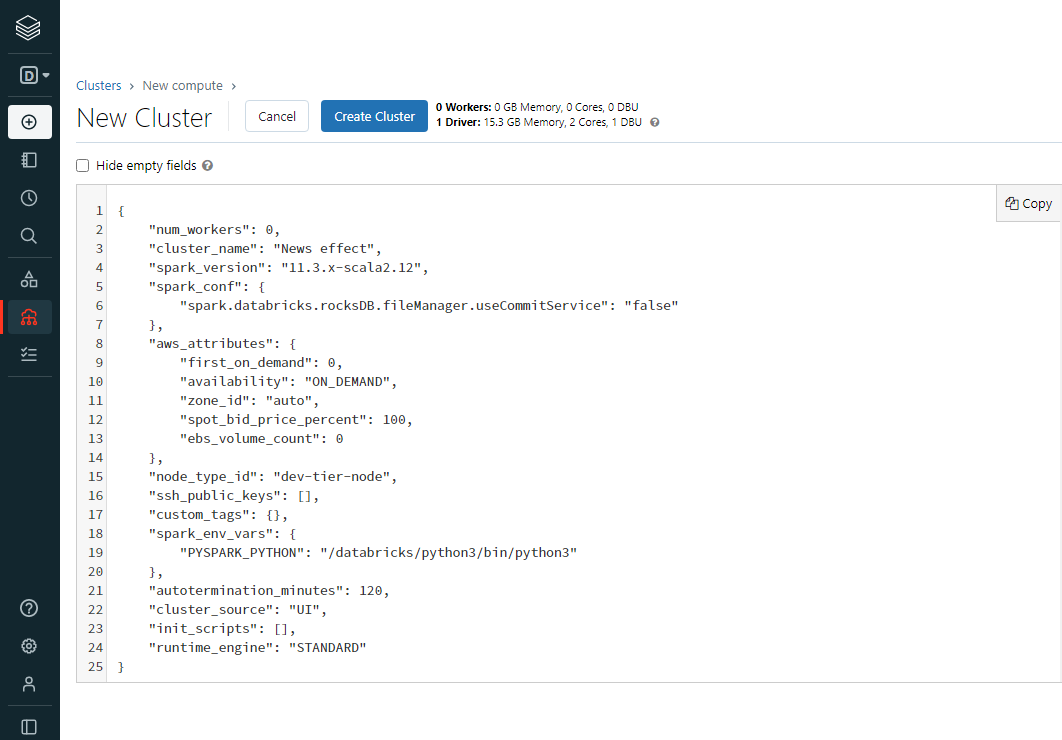 D
Clusters > New compute >
New Cluster
Cancel
Create Cluster
0 Workers: 0 GB Memory, 0 Cores, 0 DBU
1 Driver: 15.3 GB Memory, 2 Cores, 1 DBU ?
Hide empty fields ?
Copy
1 {
2 "num_workers": 0,
3 "cluster_name": "News effect",
4 "spark_version": "11.3.x-scala2.12",
5 "spark_conf": {
6 "spark.databricks.rocksDB.fileManager.useCommitService": "false"
7 },
8 "aws_attributes": {
9 "first_on_demand": 0,
10 "availability": "ON_DEMAND",
11 "zone_id": "auto",
12 "spot_bid_price_percent": 100,
13 "ebs_volume_count": 0
14 },
15 "node_type_id": "dev-tier-node",
16 "ssh_public_keys": [],
17 "custom_tags": {},
18 "spark_env_vars": {
19 "PYSPARK_PYTHON": "/databricks/python3/bin/python3"
20 },
21 "autotermination_minutes": 120,
22 "cluster_source": "UI",
23 "init_scripts": [],
24 "runtime_engine": "STANDARD"
25 }